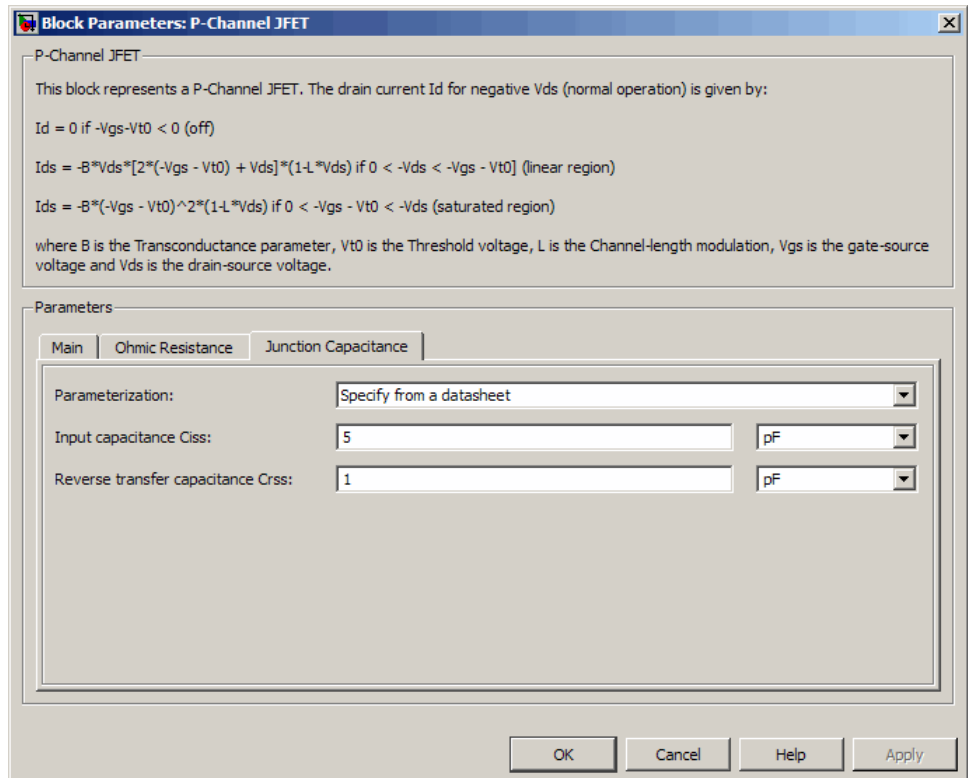 Block Parameters: P-Channel JFET
P-Channel JFET
This block represents a P-Channel JFET. The drain current Id for negative Vds (normal operation) is given by:
Id = 0 if -Vgs-Vt0 < 0 (off)
Ids = -B*Vds*[2*(-Vgs - Vt0) + Vds]*(1-L*Vds) if 0 < -Vds < -Vgs - Vt0] (linear region)
Ids = -B*(-Vgs - Vt0)^2*(1-L*Vds) if 0 < -Vgs - Vt0 < -Vds (saturated region)
where B is the Transconductance parameter, Vt0 is the Threshold voltage, L is the Channel-length modulation, Vgs is the gate-source
voltage and Vds is the drain-source voltage.
Parameters
Main Ohmic Resistance Junction Capacitance
Parameterization: Specify from a datasheet
Input capacitance Ciss: 5 pF
Reverse transfer capacitance Crss: 1 pF
OK Cancel Help Apply